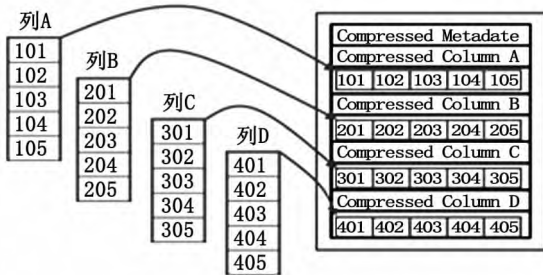 列A
101
102
103
104
105
列B
201
202
203
204
205
列C
301
302
303
304
305
列D
401
402
403
404
405
Compressed Metadate
Compressed Column A
101 102 103 104 105
Compressed Column B
201 202 203 204 205
Compressed Column C
301 302 303 304 305
Compressed Column D
401 402 403 404 405